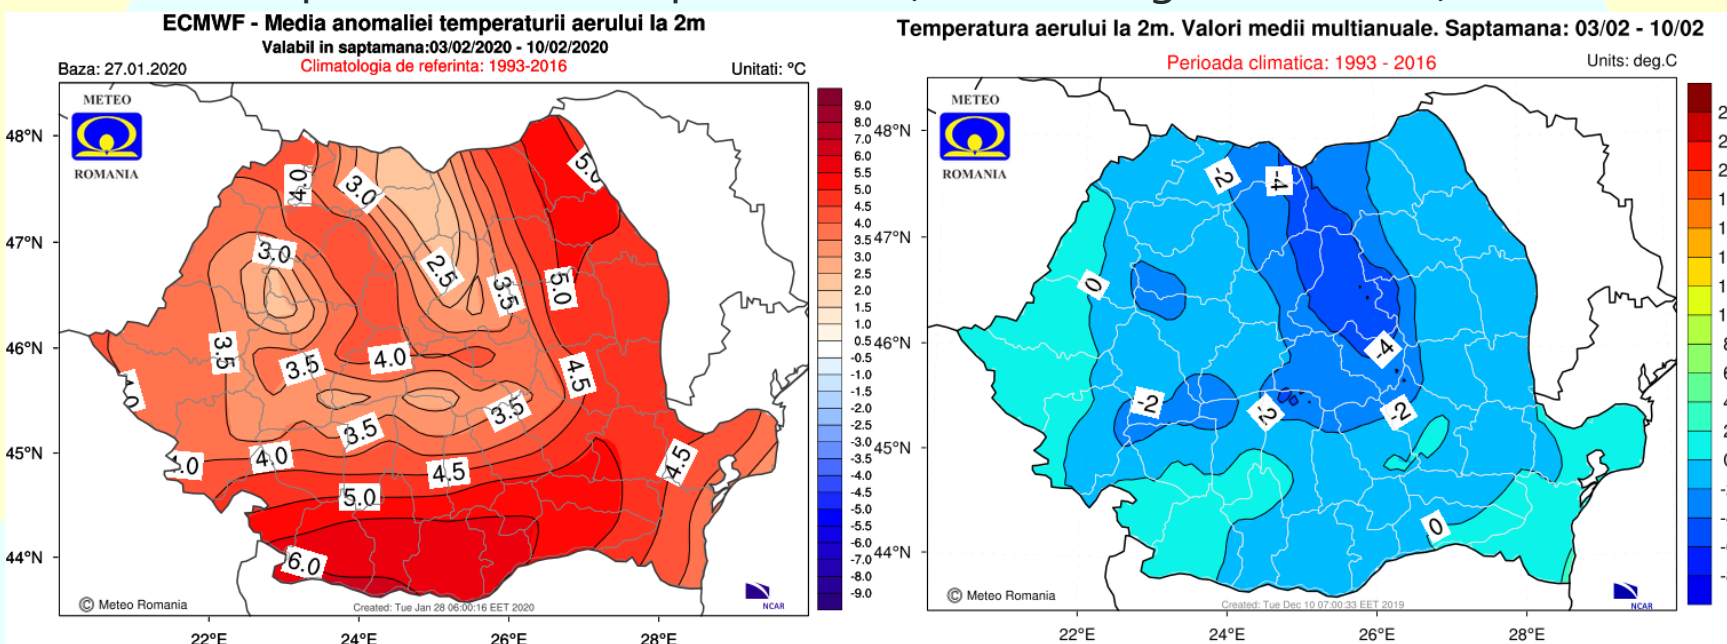 ECMWF - Media anomaliei temperaturii aerului la 2m
Valabil in saptamana:03/02/2020 - 10/02/2020
Baza: 27.01.2020
Climatologia de referinta: 1993-2016
Unitati: °C
METEO
ROMANIA
48°N
47°N
46°N
45°N
44°N
22°E
24°E
26°E
28°E
4.0
3.0
5.0
3.0
2.5
3.5
5.0
3.5
3.5
4.0
4.5
3.5
3.5
4.0
4.5
4.5
5.0
6.0
9.0
8.0
7.0
6.0
5.5
5.0
4.5
4.0
3.5
3.0
2.5
2.0
1.5
1.0
0.5
-0.5
-1.0
-1.5
-2.0
-2.5
-3.0
-3.5
-4.0
-4.5
-5.0
-5.5
-6.0
-7.0
-8.0
-9.0
© Meteo Romania
Created: Tue Jan 28 06:00:16 EET 2020
NCAR
Temperatura aerului la 2m. Valori medii multianuale. Saptamana: 03/02 - 10/02
Perioada climatica: 1993 - 2016
Units: deg.C
METEO
ROMANIA
48°N
47°N
46°N
45°N
44°N
22°E
24°E
26°E
28°E
-2
-4
0
-4
-2
-2
-2
0
© Meteo Romania
Created: Tue Dec 10 07:00:33 EET 2019
NCAR